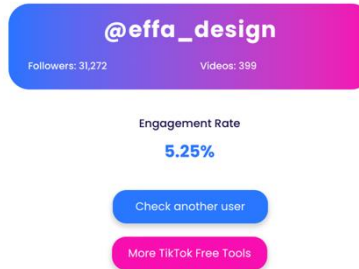 @effa_design
Followers: 31,272 Videos: 399
Engagement Rate
5.25%
Check another user
More TikTok Free Tools